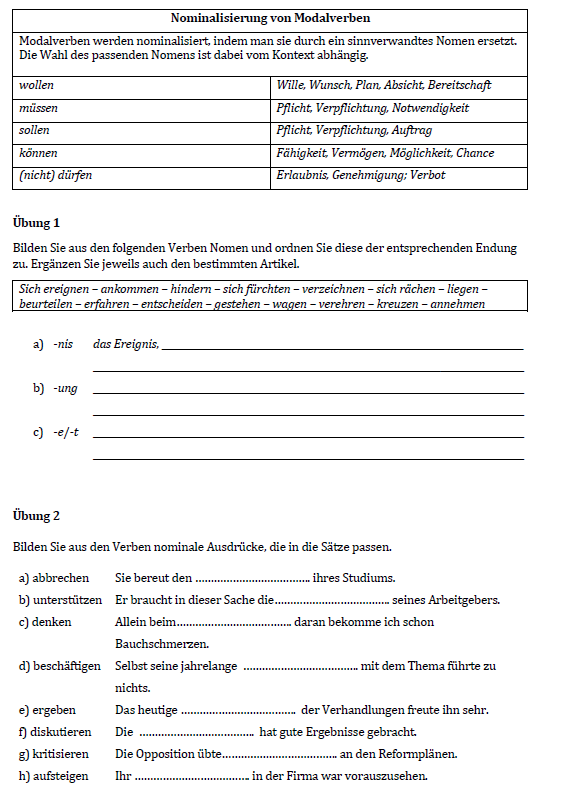 Nominalisierung von Modalverben
Modalverben werden nominalisiert, indem man sie durch ein sinnverwandtes Nomen ersetzt.
Die Wahl des passenden Nomens ist dabei vom Kontext abhängig.
wollen Wille, Wunsch, Plan, Absicht, Bereitschaft
müssen Pflicht, Verpflichtung, Notwendigkeit
sollen Pflicht, Verpflichtung, Auftrag
können Fähigkeit, Vermögen, Möglichkeit, Chance
(nicht) dürfen Erlaubnis, Genehmigung; Verbot
Übung 1
Bilden Sie aus den folgenden Verben Nomen und ordnen Sie diese der entsprechenden Endung
zu. Ergänzen Sie jeweils auch den bestimmten Artikel.
Sich ereignen – ankommen – hindern – sich fürchten – verzeichnen – sich rächen – liegen –
beurteilen – erfahren – entscheiden – gestehen – wagen – verehren – kreuzen – annehmen
a) -nis das Ereignis, ________________
________________
b) -ung ________________
________________
c) -e/-t ________________
________________
Übung 2
Bilden Sie aus den Verben nominale Ausdrücke, die in die Sätze passen.
a) abbrechen Sie bereut den ………………………………. ihres Studiums.
b) unterstützen Er braucht in dieser Sache die………………………………. seines Arbeitgebers.
c) denken Allein beim………………………………. daran bekomme ich schon
Bauchschmerzen.
d) beschäftigen Selbst seine jahrelange ………………………………. mit dem Thema führte zu
nichts.
e) ergeben Das heutige ………………………………. der Verhandlungen freute ihn sehr.
f) diskutieren Die ………………………………. hat gute Ergebnisse gebracht.
g) kritisieren Die Opposition übte………………………………. an den Reformplänen.
h) aufsteigen Ihr ………………………………. in der Firma war vorauszusehen.